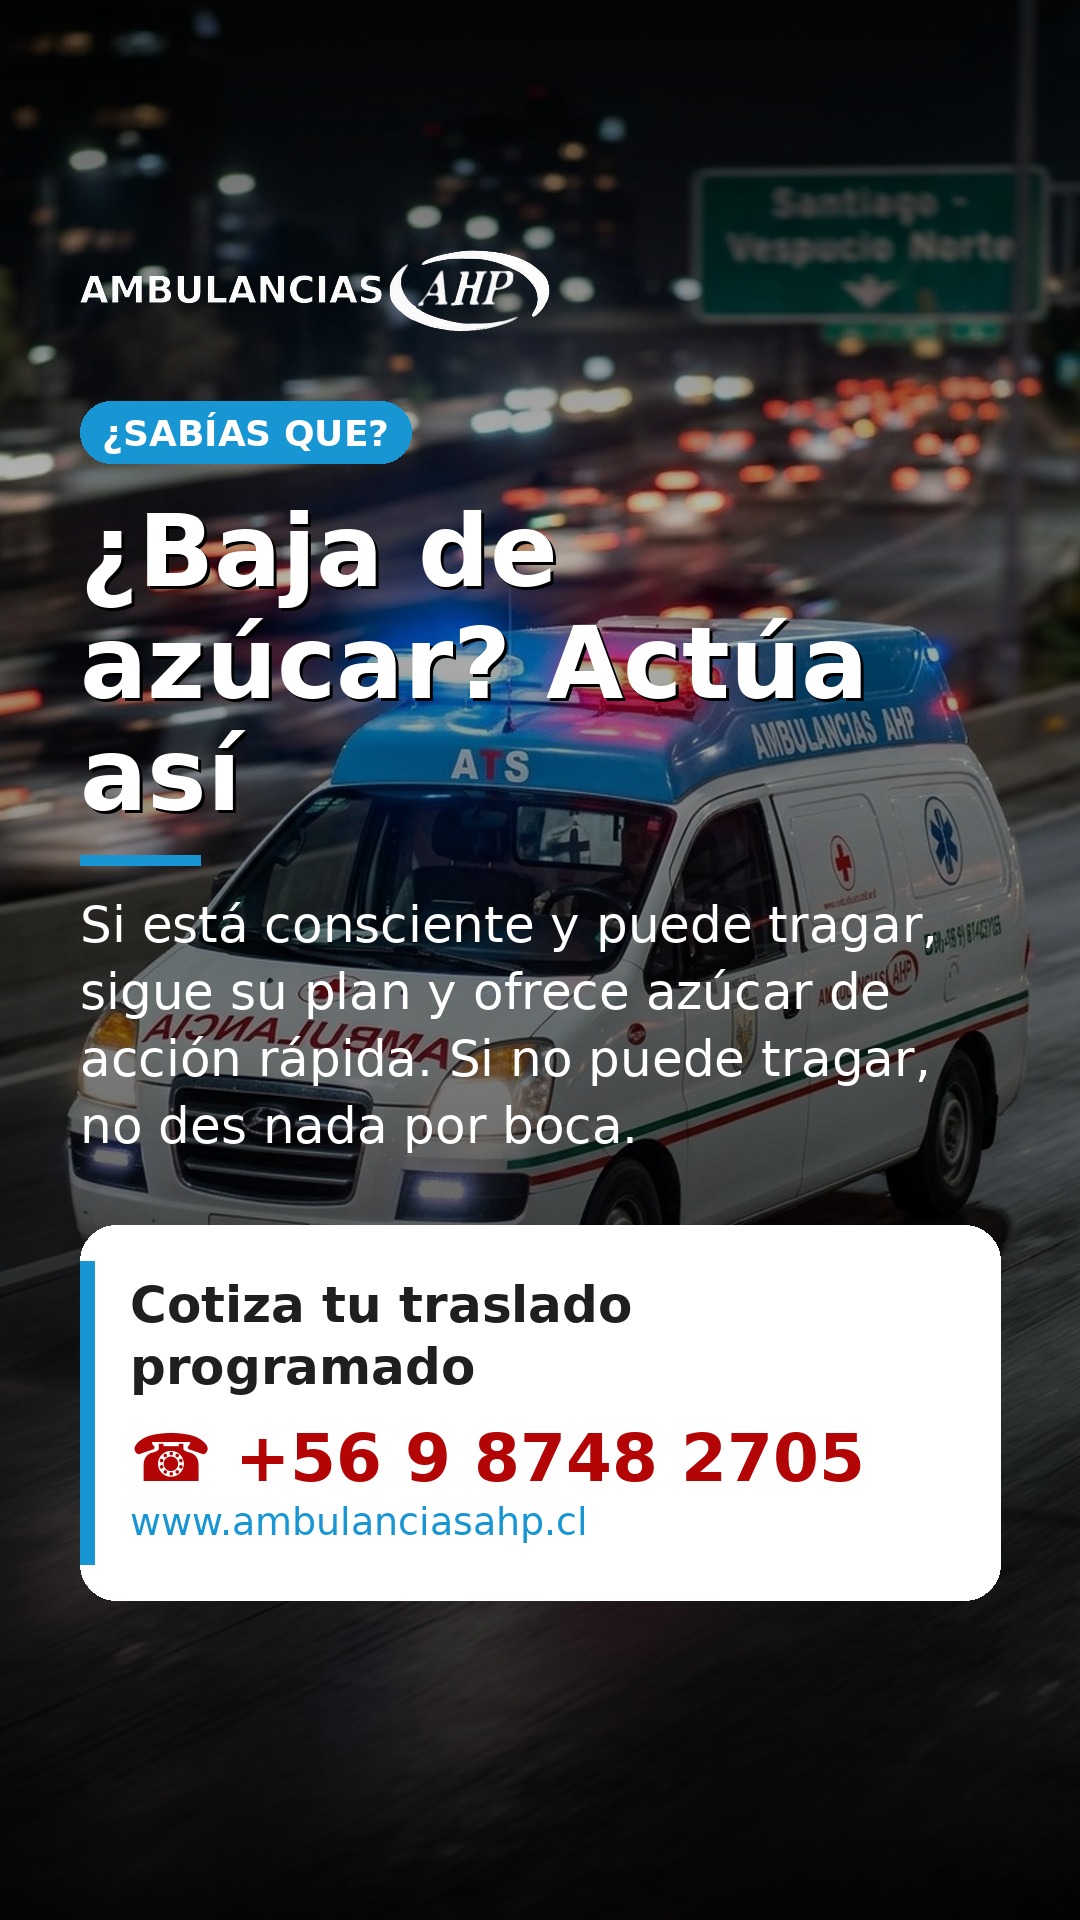 Santiago -
Vespucio Norte
AMBULANCIAS AHP
¿SABÍAS QUE?
¿Baja de
azúcar? Actúa
así
ATS
AMBULANCIAS AHP
Si está consciente y puede tragar,
sigue su plan y ofrece azúcar de
acción rápida. Si no puede tragar,
no des nada por boca.
AMBULANCIA
AMBULANCIAS AHP
Cotiza tu traslado
programado
☎ +56 9 8748 2705
www.ambulanciasahp.cl